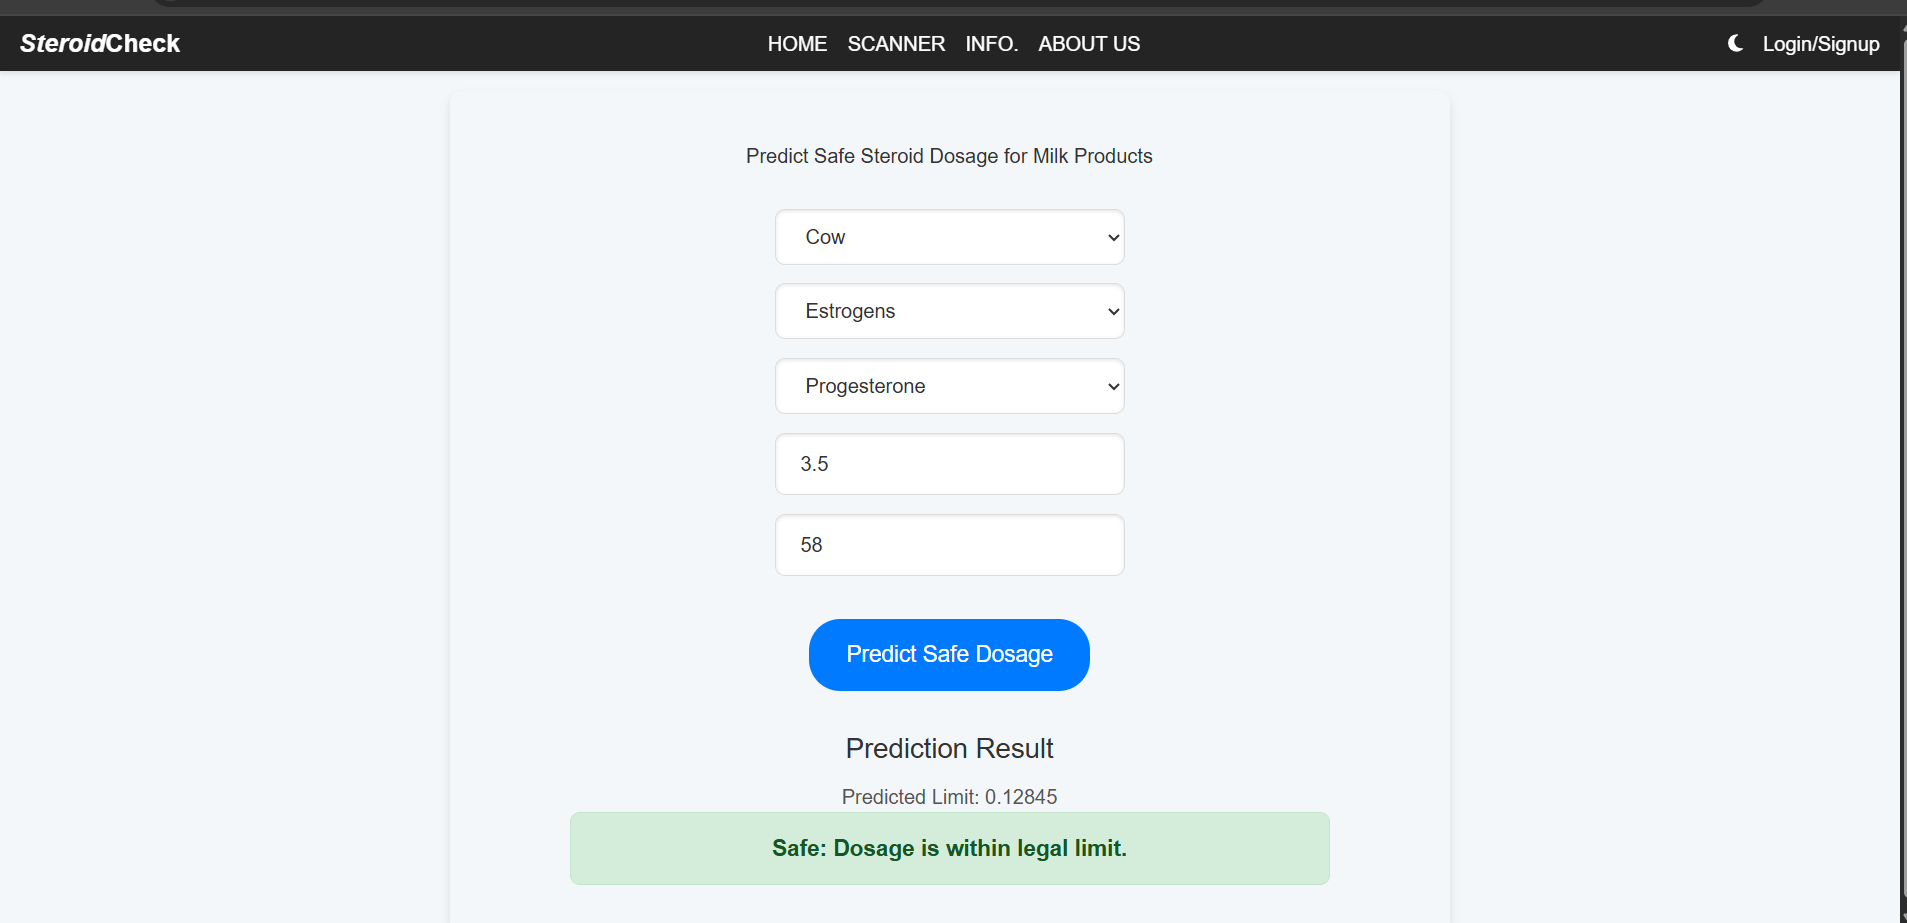 SteroidCheck
HOME SCANNER INFO. ABOUT US
Login/Signup
Predict Safe Steroid Dosage for Milk Products
Cow
Estrogens
Progesterone
3.5
58
Predict Safe Dosage
Prediction Result
Predicted Limit: 0.12845
Safe: Dosage is within legal limit.